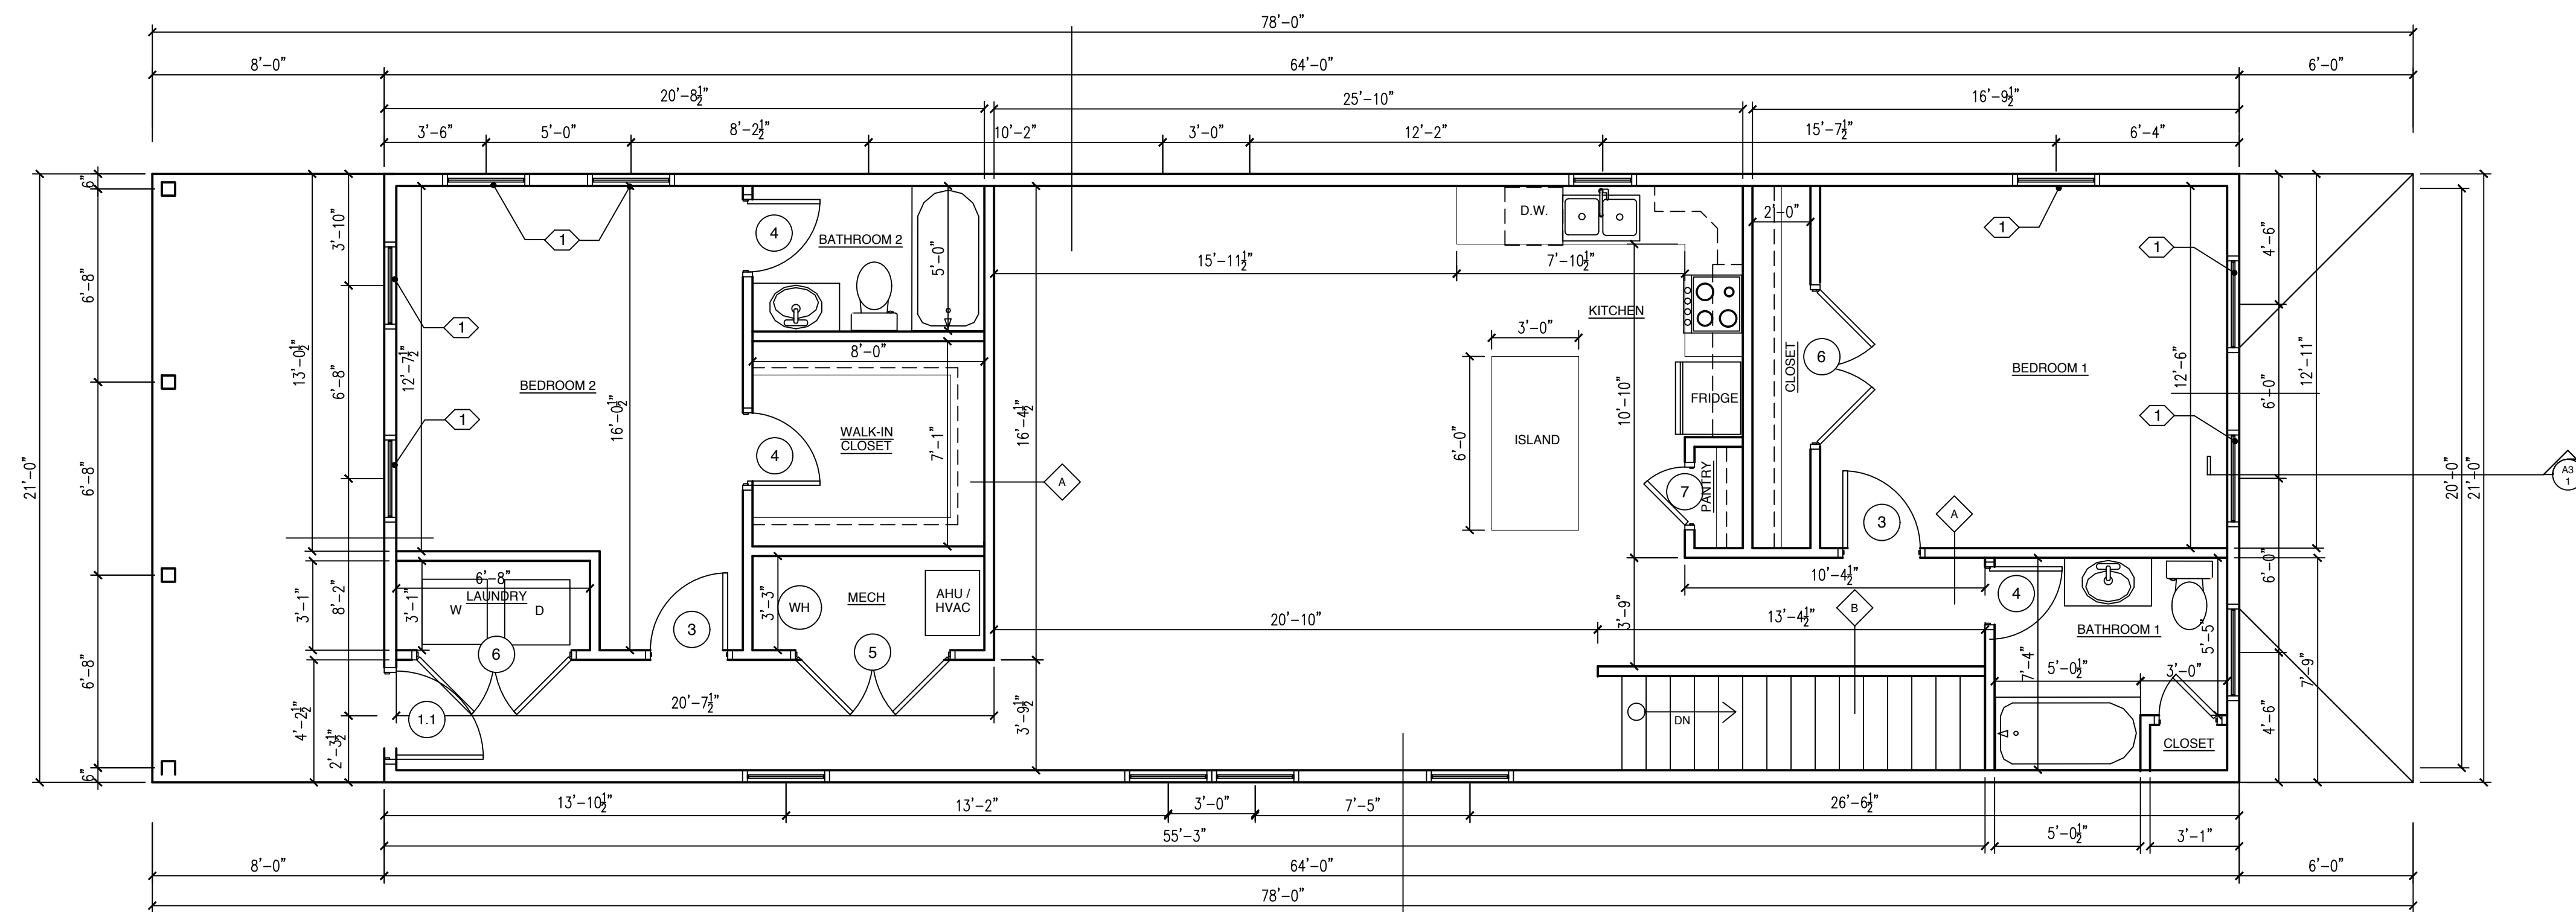 78'-0"
8'-0" 64'-0" 6'-0"
20'-8½" 25'-10" 16'-9½"
3'-6" 5'-0" 8'-2½" 10'-2" 3'-0" 12'-2" 15'-7½" 6'-4"
21'-0"
6"
6'-8"
6'-8"
6'-8"
6"
13'-0½"
3'-1"
4'-2½"
3'-10"
6'-8"
8'-2"
2'-3½"
12'-7½"
3'-1"
1
1
1
BEDROOM 2
16'-0½"
4
BATHROOM 2
5'-0"
8'-0"
WALK-IN
CLOSET
4
7'-1"
A
16'-4½"
3'-9½"
6'-8"
LAUNDRY
W D
6
3
3'-3"
WH
MECH
AHU /
HVAC
5
1.1
20'-7½"
D.W.
15'-11½" 7'-10½"
KITCHEN
3'-0"
6'-0"
ISLAND
10'-10"
3'-9"
FRIDGE
7
PANTRY
2'-0"
CLOSET
6
BEDROOM 1
1
1
1
12'-6"
3
A
10'-4½"
20'-10" 13'-4½"
B
DN
4
BATHROOM 1
7'-4"
5'-5"
5'-0½" 3'-0"
CLOSET
4'-6"
6'-0"
6'-0"
4'-6"
12'-11"
7'-9"
20'-0"
21'-0"
A3
1
13'-10½" 13'-2" 3'-0" 7'-5" 26'-6½"
55'-3" 5'-0½" 3'-1"
8'-0" 64'-0" 6'-0"
78'-0"